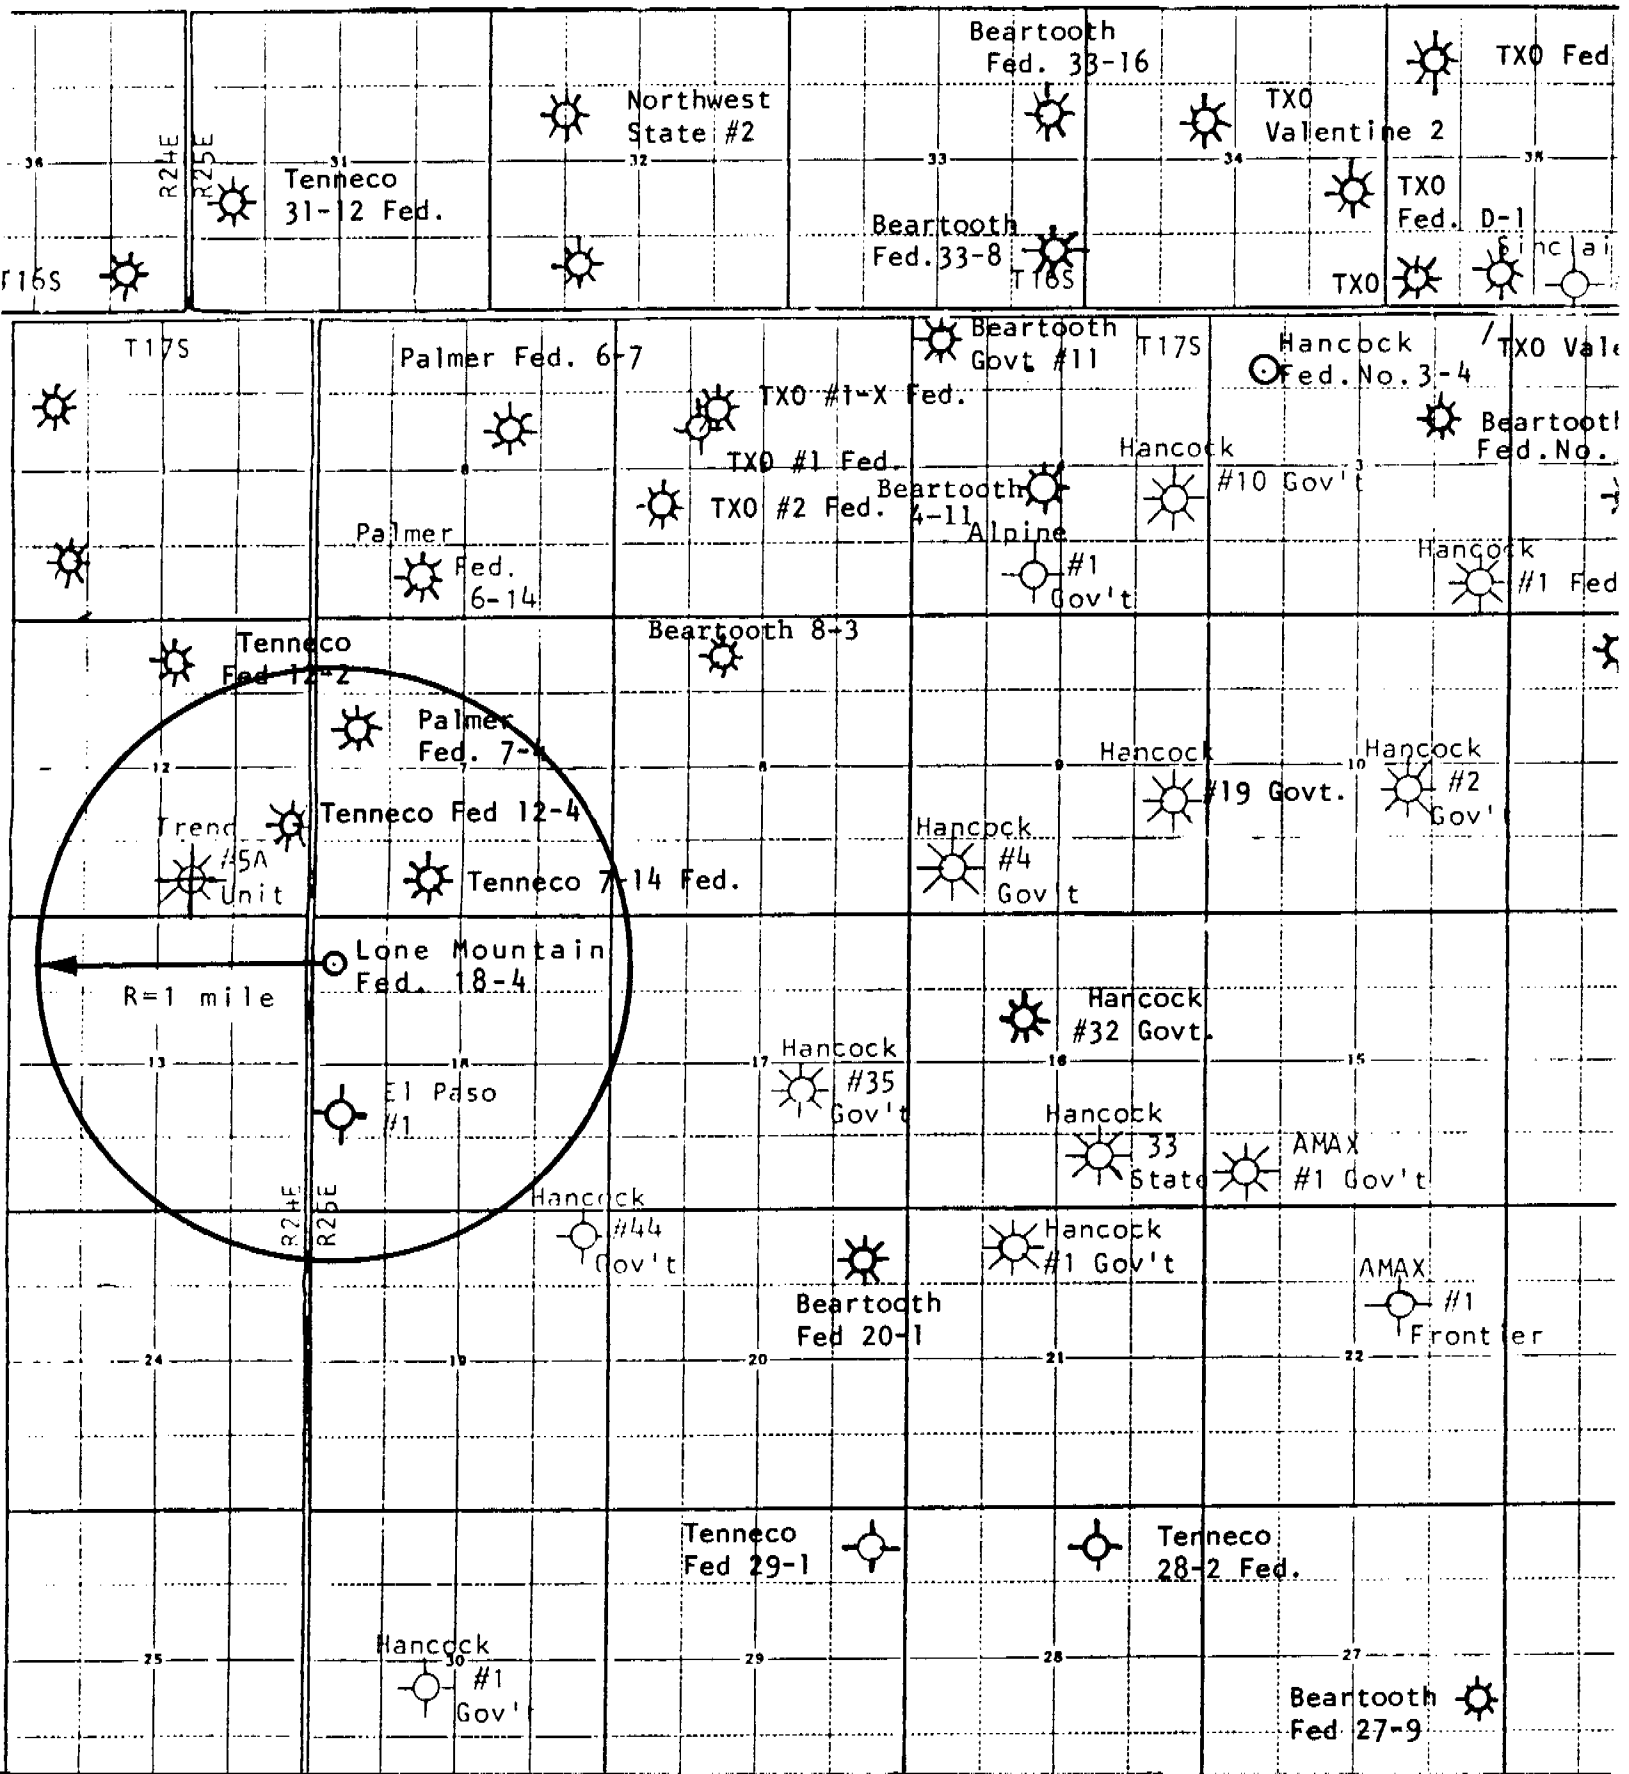 Beartooth
Fed. 33-16
TXO Fed
Northwest
State #2
TXO
Valentine 2
36
R24E
R25E
31
32
33
34
35
Tenneco
31-12 Fed.
TXO
Fed. D-1
Beartooth
Fed.33-8
Sinclai
T16S
T16S
TXO
T17S
Palmer Fed. 6-7
Beartooth
Govt #11
T17S
Hancock
Fed.No.3-4
TXO Vale
TXO #1-X Fed.
Beartooth
Fed.No.
6
TXO #1 Fed.
Hancock
#10 Gov't
3
TXO #2 Fed.
Beartooth
4-11
Palmer
Fed.
6-14
Alpine
#1
Gov't
Hancock
#1 Fed
Tenneco
Fed 12-2
Beartooth 8-3
Palmer
Fed. 7-4
12
7
8
9
10
Hancock
#19 Govt.
Hancock
#2
Gov'
Tenneco Fed 12-4
Trend
#5A
Unit
Hancock
#4
Gov't
Tenneco 7-14 Fed.
Lone Mountain
Fed. 18-4
R=1 mile
Hancock
#32 Govt.
13
18
17
16
15
Hancock
#35
Gov't
El Paso
#1
Hancock
33
State
AMAX
#1 Gov't
R24E
R25E
Hancock
#44
Gov't
Hancock
#1 Gov't
Beartooth
Fed 20-1
AMAX
#1
Frontier
24
19
20
21
22
Tenneco
Fed 29-1
Tenneco
28-2 Fed.
25
30
29
28
27
Hancock
#1
Gov'
Beartooth
Fed 27-9